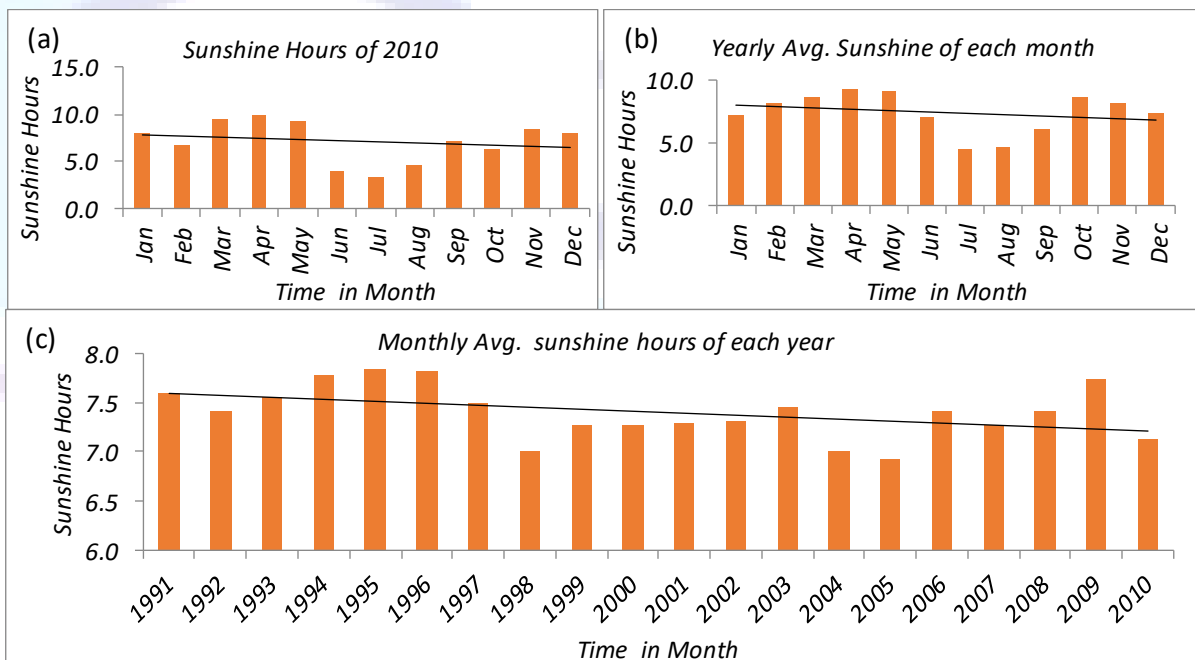 (a)
Sunshine Hours of 2010
Sunshine Hours
15.0
10.0
5.0
0.0
Jan Feb Mar Apr May Jun Jul Aug Sep Oct Nov Dec
Time in Month
(b)
Yearly Avg. Sunshine of each month
Sunshine Hours
10.0
5.0
0.0
Jan Feb Mar Apr May Jun Jul Aug Sep Oct Nov Dec
Time in Month
(c)
Monthly Avg. sunshine hours of each year
Sunshine Hours
8.0
7.5
7.0
6.5
6.0
1991 1992 1993 1994 1995 1996 1997 1998 1999 2000 2001 2002 2003 2004 2005 2006 2007 2008 2009 2010
Time in Month